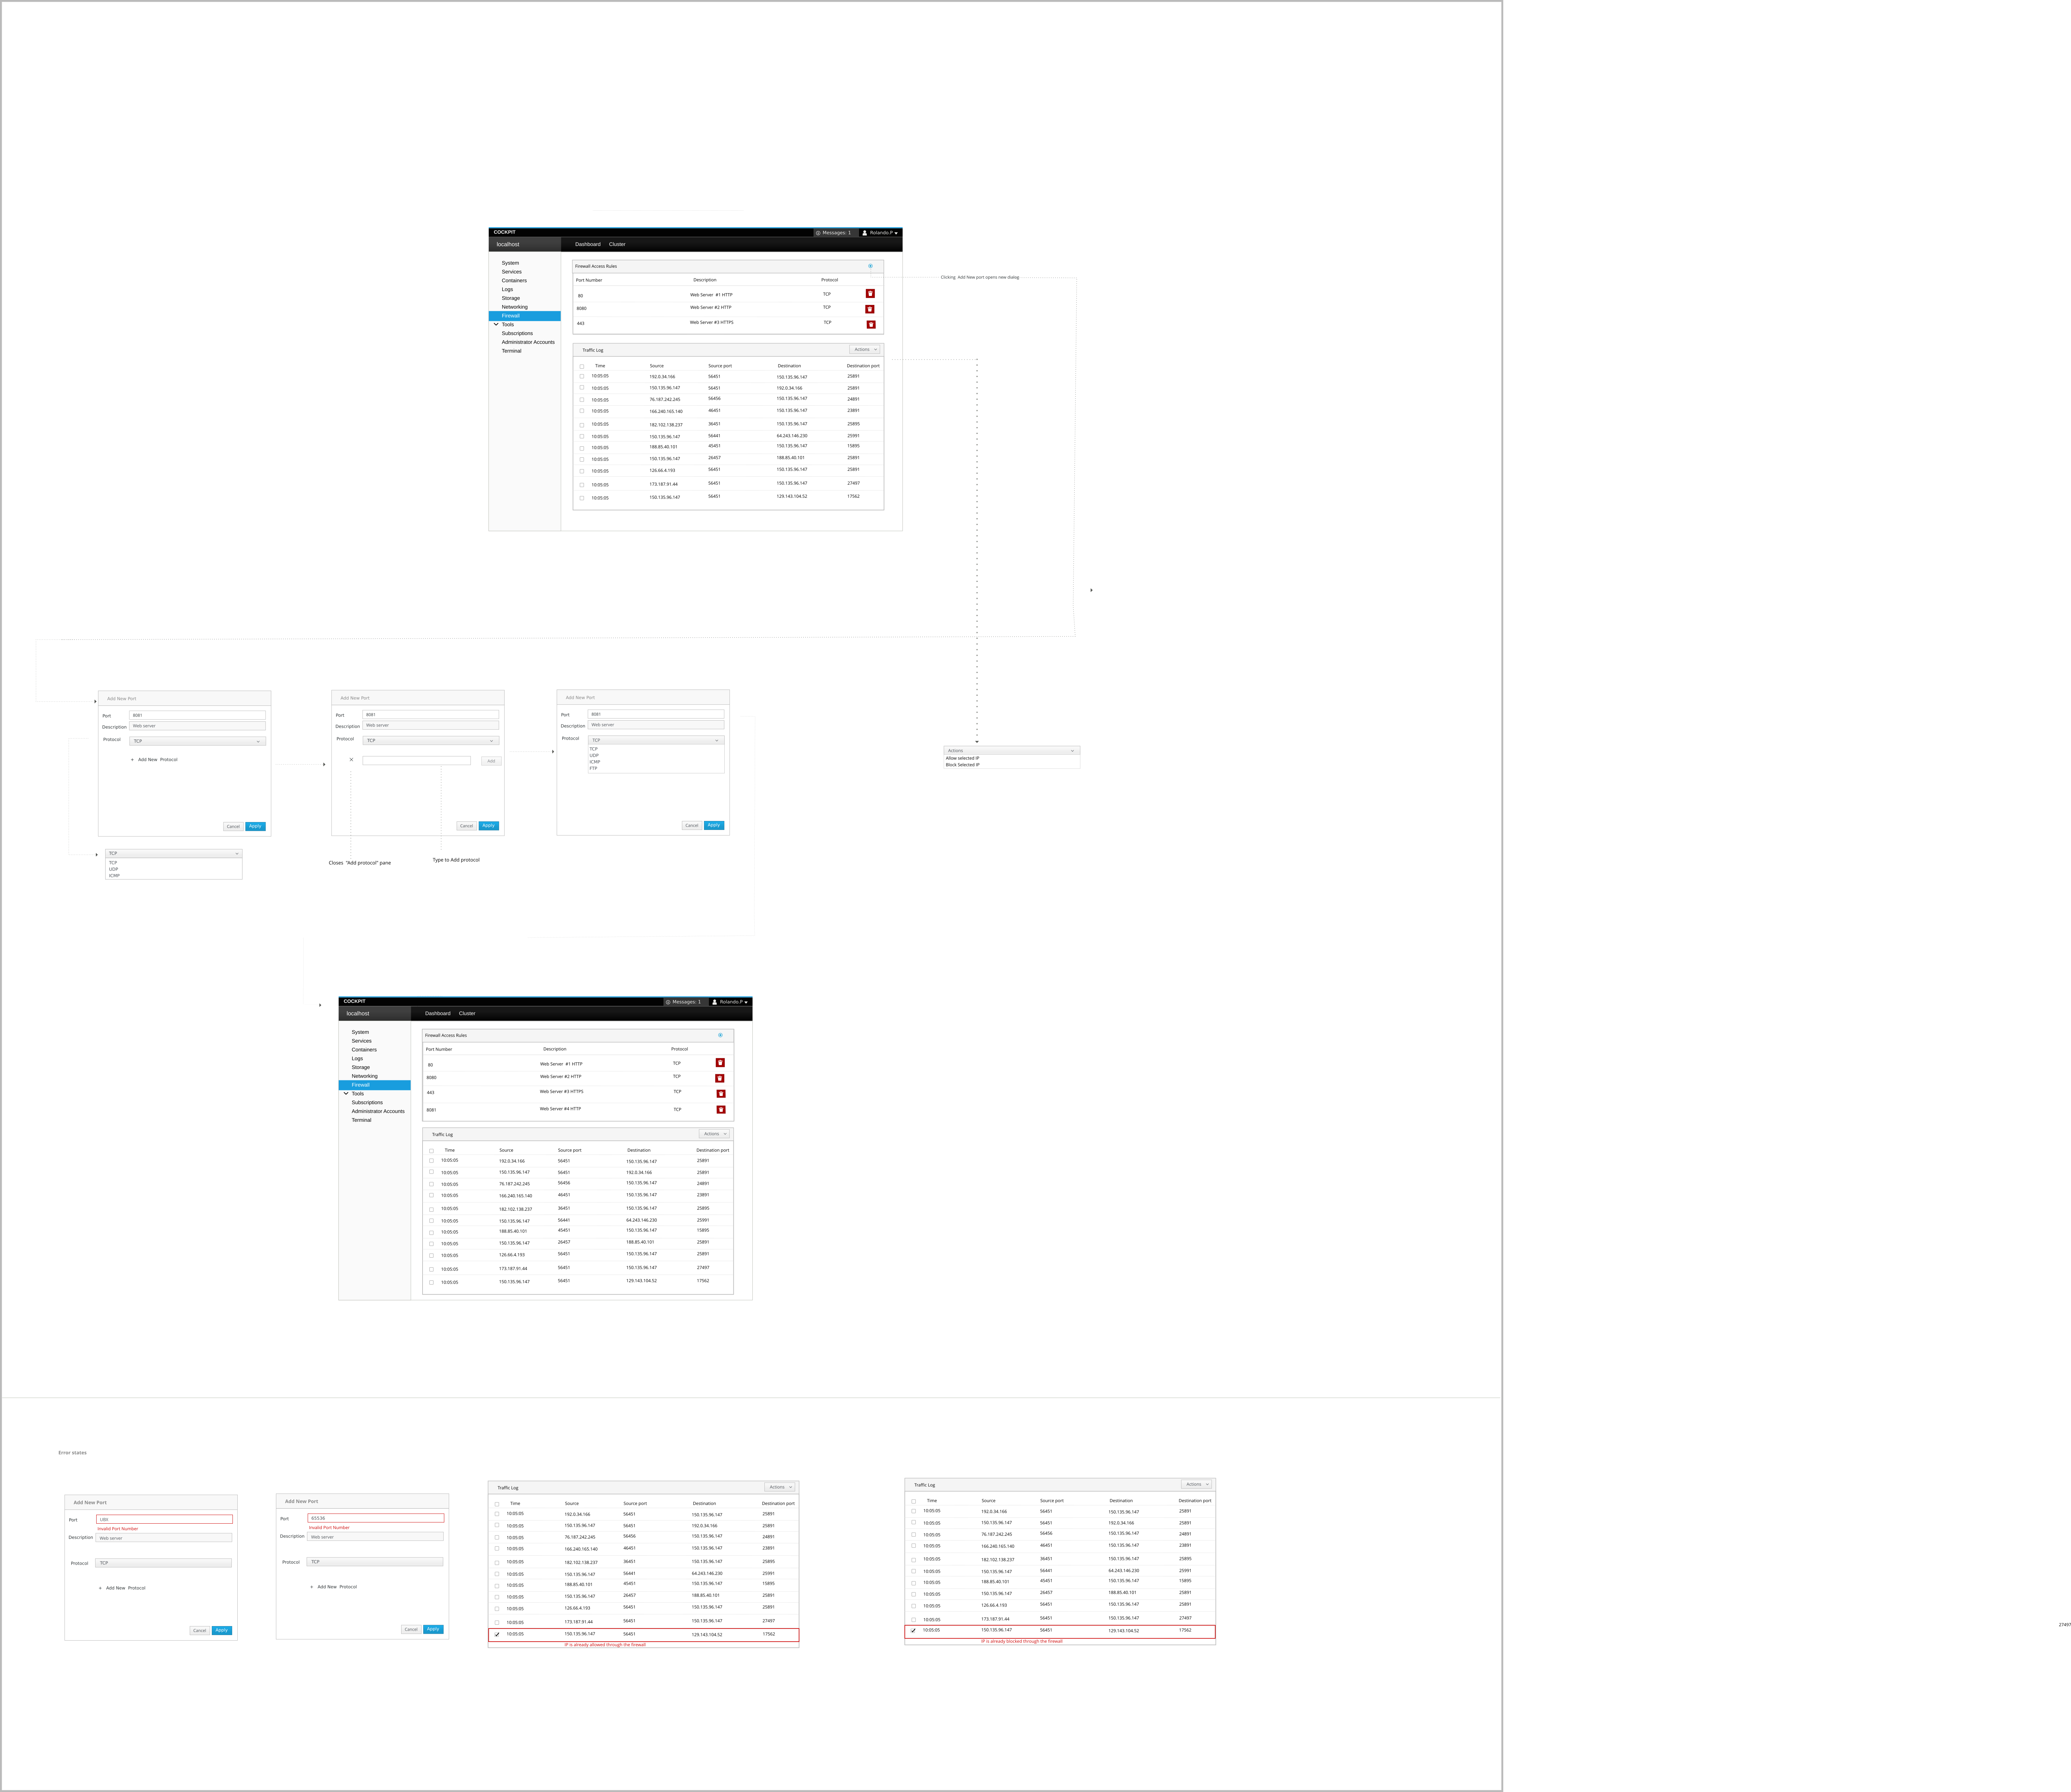 COCKPIT Messages: 1 Rolando.P
localhost Dashboard Cluster
System
Services
Containers
Logs
Storage
Networking
Firewall
Tools
Subscriptions
Administrator Accounts
Terminal
Firewall Access Rules
Port Number Description Protocol
80 Web Server #1 HTTP TCP
8080 Web Server #2 HTTP TCP
443 Web Server #3 HTTPS TCP
Clicking Add New port opens new dialog
Traffic Log Actions
Time Source Source port Destination Destination port
10:05:05 192.0.34.166 56451 150.135.96.147 25891
10:05:05 150.135.96.147 56451 192.0.34.166 25891
10:05:05 76.187.242.245 56456 150.135.96.147 24891
10:05:05 166.240.165.140 46451 150.135.96.147 23891
10:05:05 182.102.138.237 36451 150.135.96.147 25895
10:05:05 150.135.96.147 56441 64.243.146.230 25991
10:05:05 188.85.40.101 45451 150.135.96.147 15895
10:05:05 150.135.96.147 26457 188.85.40.101 25891
10:05:05 126.66.4.193 56451 150.135.96.147 25891
10:05:05 173.187.91.44 56451 150.135.96.147 27497
10:05:05 150.135.96.147 56451 129.143.104.52 17562
Add New Port
Port 8081
Description Web server
Protocol TCP
+ Add New Protocol
Cancel Apply
TCP
TCP
UDP
ICMP
Add New Port
Port 8081
Description Web server
Protocol TCP
Add
Cancel Apply
Closes "Add protocol" pane
Type to Add protocol
Add New Port
Port 8081
Description Web server
Protocol TCP
TCP
UDP
ICMP
FTP
Cancel Apply
Actions
Allow selected IP
Block Selected IP
COCKPIT Messages: 1 Rolando.P
localhost Dashboard Cluster
System
Services
Containers
Logs
Storage
Networking
Firewall
Tools
Subscriptions
Administrator Accounts
Terminal
Firewall Access Rules
Port Number Description Protocol
80 Web Server #1 HTTP TCP
8080 Web Server #2 HTTP TCP
443 Web Server #3 HTTPS TCP
8081 Web Server #4 HTTP TCP
Traffic Log Actions
Time Source Source port Destination Destination port
10:05:05 192.0.34.166 56451 150.135.96.147 25891
10:05:05 150.135.96.147 56451 192.0.34.166 25891
10:05:05 76.187.242.245 56456 150.135.96.147 24891
10:05:05 166.240.165.140 46451 150.135.96.147 23891
10:05:05 182.102.138.237 36451 150.135.96.147 25895
10:05:05 150.135.96.147 56441 64.243.146.230 25991
10:05:05 188.85.40.101 45451 150.135.96.147 15895
10:05:05 150.135.96.147 26457 188.85.40.101 25891
10:05:05 126.66.4.193 56451 150.135.96.147 25891
10:05:05 173.187.91.44 56451 150.135.96.147 27497
10:05:05 150.135.96.147 56451 129.143.104.52 17562
Error states
Add New Port
Port U8X
Invalid Port Number
Description Web server
Protocol TCP
+ Add New Protocol
Cancel Apply
Add New Port
Port 65536
Invalid Port Number
Description Web server
Protocol TCP
+ Add New Protocol
Cancel Apply
Traffic Log Actions
Time Source Source port Destination Destination port
10:05:05 192.0.34.166 56451 150.135.96.147 25891
10:05:05 150.135.96.147 56451 192.0.34.166 25891
10:05:05 76.187.242.245 56456 150.135.96.147 24891
10:05:05 166.240.165.140 46451 150.135.96.147 23891
10:05:05 182.102.138.237 36451 150.135.96.147 25895
10:05:05 150.135.96.147 56441 64.243.146.230 25991
10:05:05 188.85.40.101 45451 150.135.96.147 15895
10:05:05 150.135.96.147 26457 188.85.40.101 25891
10:05:05 126.66.4.193 56451 150.135.96.147 25891
10:05:05 173.187.91.44 56451 150.135.96.147 27497
10:05:05 150.135.96.147 56451 129.143.104.52 17562
IP is already allowed through the firewall
Traffic Log Actions
Time Source Source port Destination Destination port
10:05:05 192.0.34.166 56451 150.135.96.147 25891
10:05:05 150.135.96.147 56451 192.0.34.166 25891
10:05:05 76.187.242.245 56456 150.135.96.147 24891
10:05:05 166.240.165.140 46451 150.135.96.147 23891
10:05:05 182.102.138.237 36451 150.135.96.147 25895
10:05:05 150.135.96.147 56441 64.243.146.230 25991
10:05:05 188.85.40.101 45451 150.135.96.147 15895
10:05:05 150.135.96.147 26457 188.85.40.101 25891
10:05:05 126.66.4.193 56451 150.135.96.147 25891
10:05:05 173.187.91.44 56451 150.135.96.147 27497
10:05:05 150.135.96.147 56451 129.143.104.52 17562
IP is already blocked through the firewall
27497